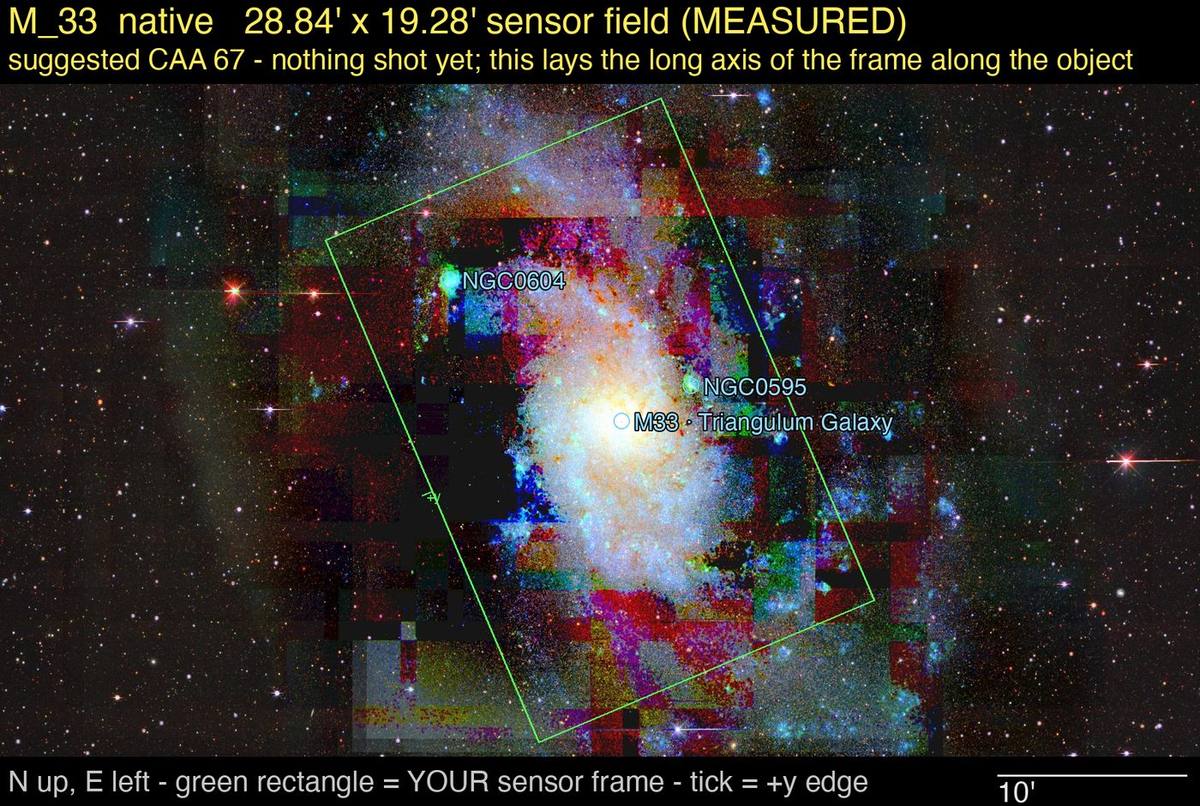 M_33 native 28.84' x 19.28' sensor field (MEASURED)
suggested CAA 67 - nothing shot yet; this lays the long axis of the frame along the object
NGC0604
NGC0595
M33 · Triangulum Galaxy
+y
N up, E left - green rectangle = YOUR sensor frame - tick = +y edge
10'